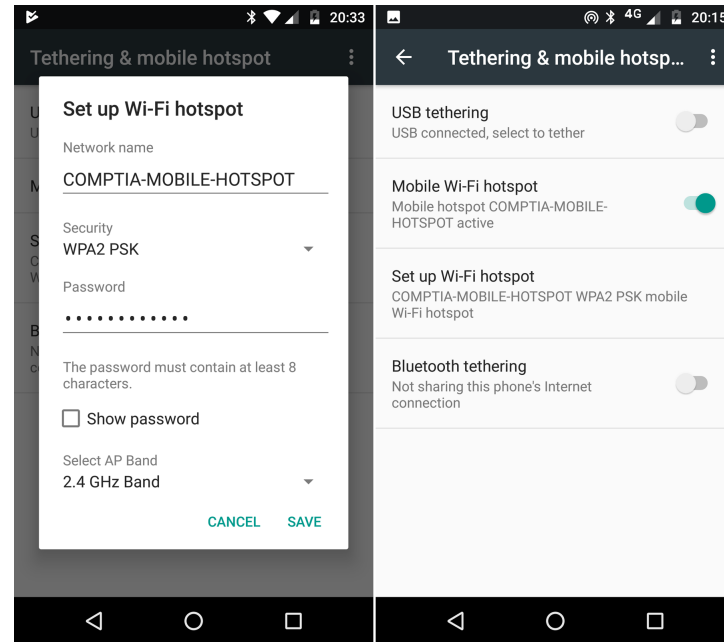 20:33
Tethering & mobile hotspot
Set up Wi-Fi hotspot
Network name
COMPTIA-MOBILE-HOTSPOT
Security
WPA2 PSK
Password
••••••••••••
The password must contain at least 8
characters.
Show password
Select AP Band
2.4 GHz Band
CANCEL SAVE
4G 20:15
Tethering & mobile hotsp...
USB tethering
USB connected, select to tether
Mobile Wi-Fi hotspot
Mobile hotspot COMPTIA-MOBILE-
HOTSPOT active
Set up Wi-Fi hotspot
COMPTIA-MOBILE-HOTSPOT WPA2 PSK mobile
Wi-Fi hotspot
Bluetooth tethering
Not sharing this phone's Internet
connection